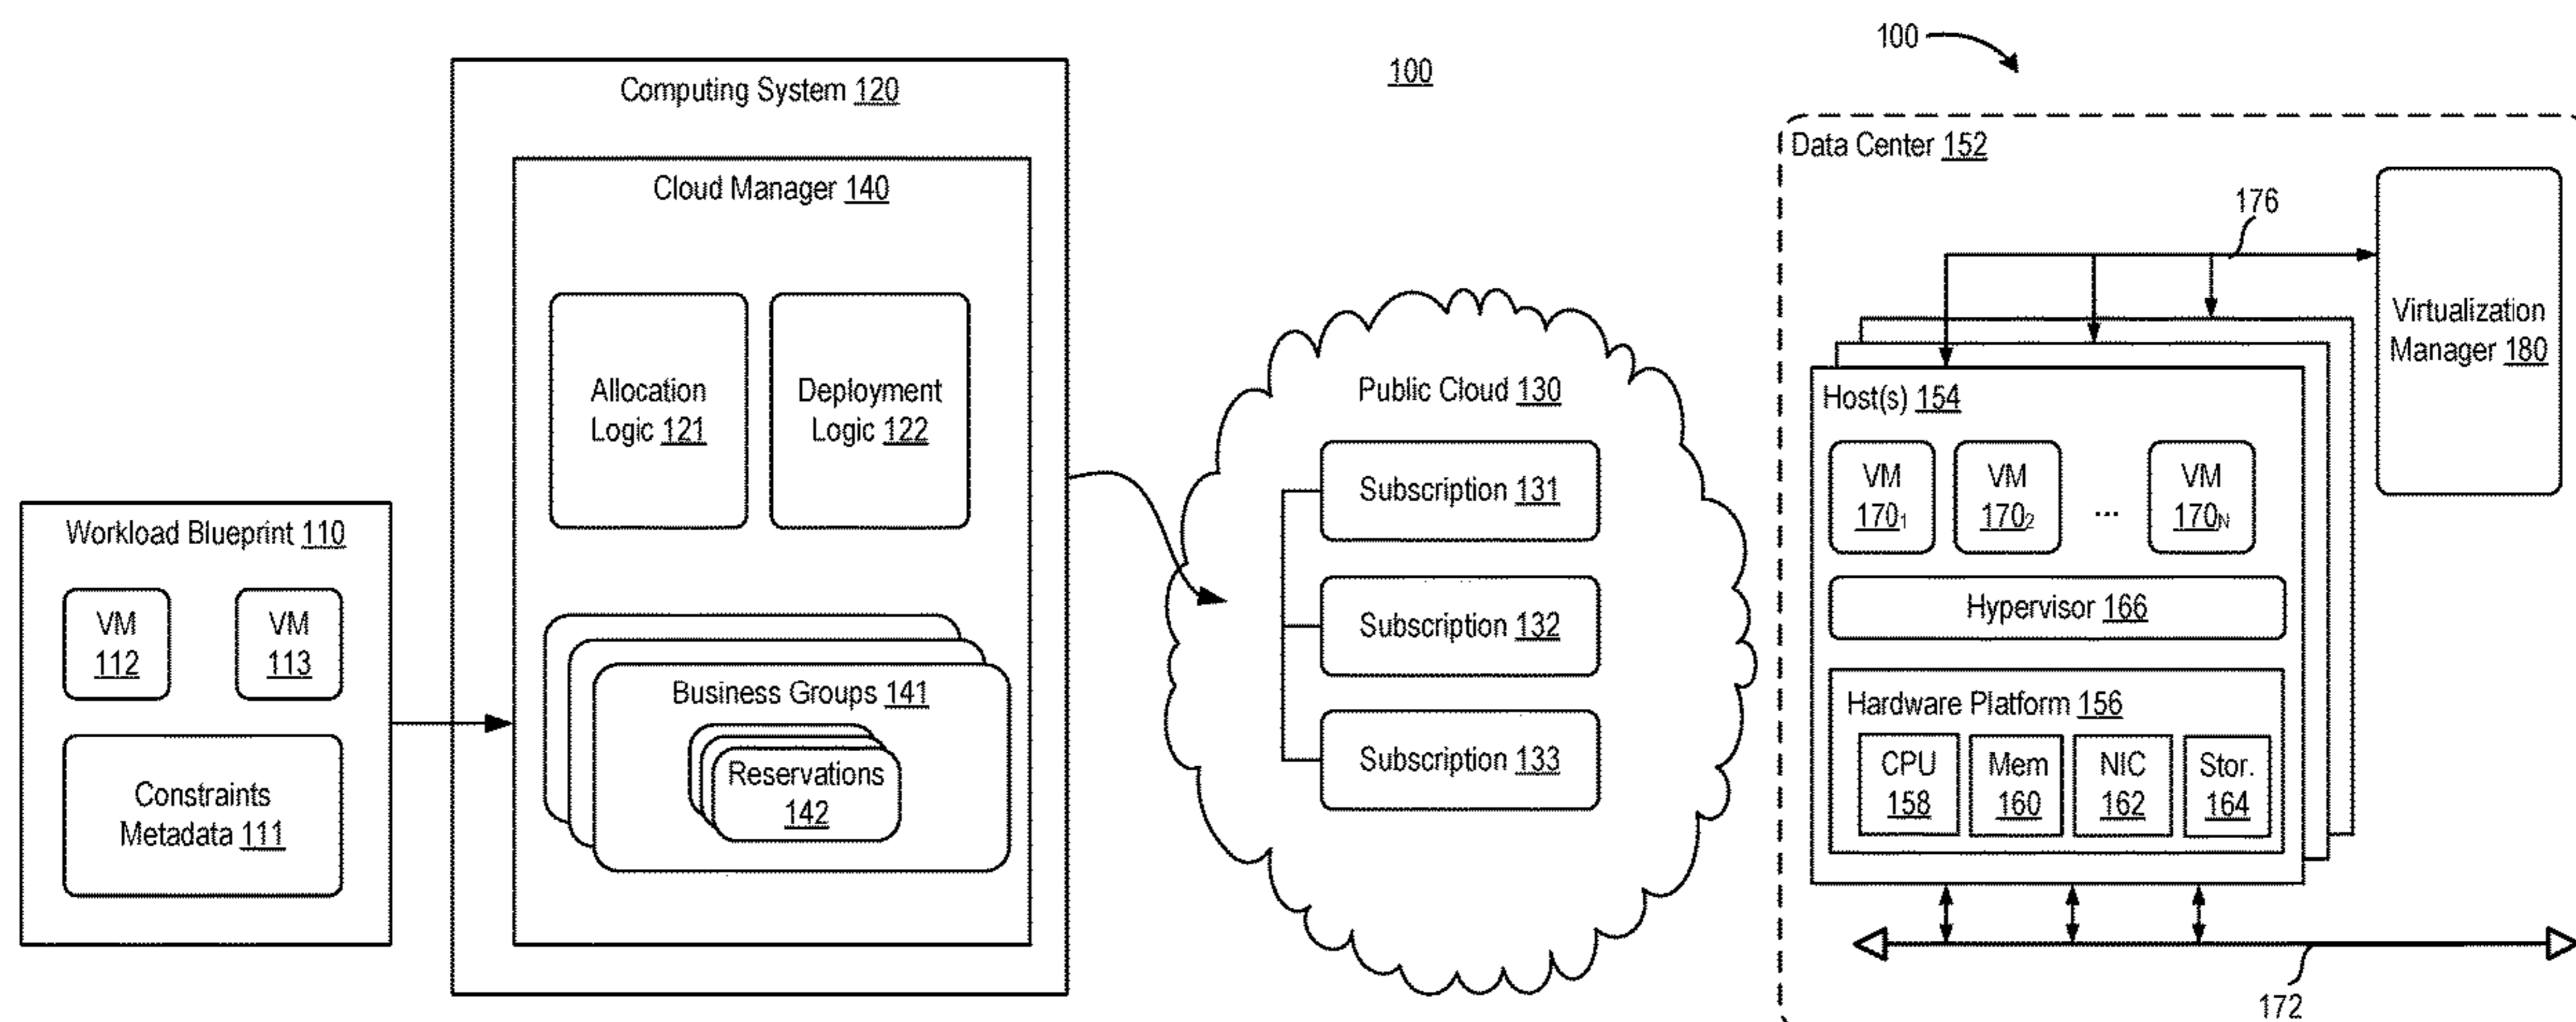 100
Computing System 120
Cloud Manager 140
Allocation
Logic 121
Deployment
Logic 122
Business Groups 141
Reservations
142
Workload Blueprint 110
VM
112
VM
113
Constraints
Metadata 111
Public Cloud 130
Subscription 131
Subscription 132
Subscription 133
100
Data Center 152
176
Virtualization
Manager 180
Host(s) 154
VM
170₁
VM
170₂
...
VM
170N
Hypervisor 166
Hardware Platform 156
CPU
158
Mem
160
NIC
162
Stor.
164
172